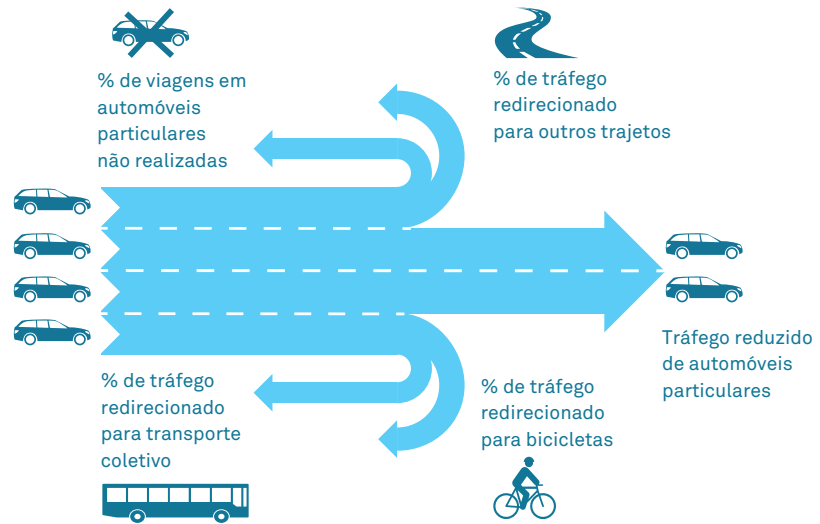 % de viagens em
automóveis
particulares
não realizadas
% de tráfego
redirecionado
para outros trajetos
Tráfego reduzido
de automóveis
particulares
% de tráfego
redirecionado
para transporte
coletivo
% de tráfego
redirecionado
para bicicletas